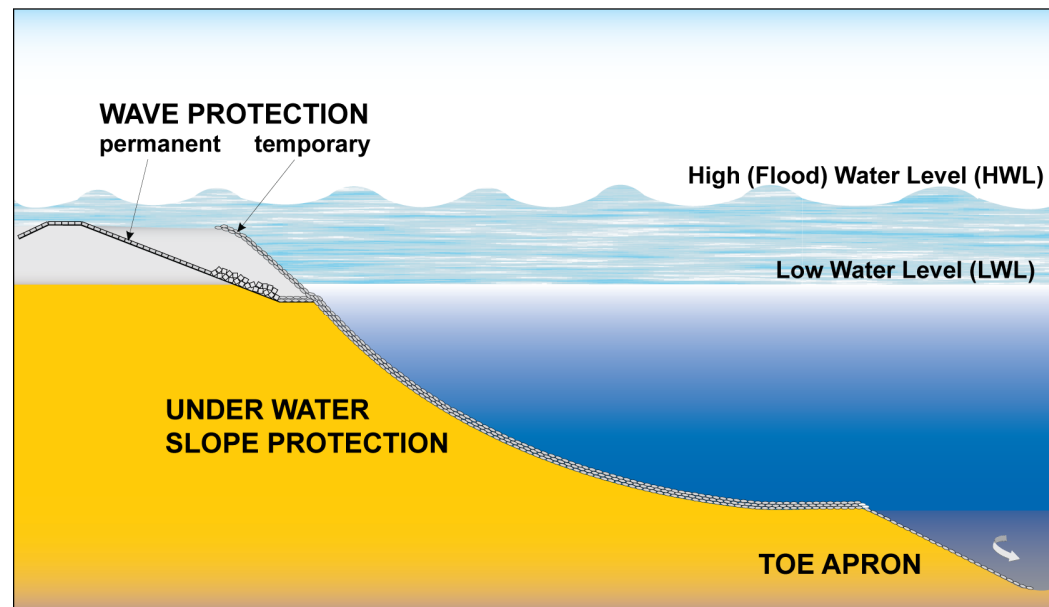 WAVE PROTECTION
permanent temporary
High (Flood) Water Level (HWL)
Low Water Level (LWL)
UNDER WATER
SLOPE PROTECTION
TOE APRON